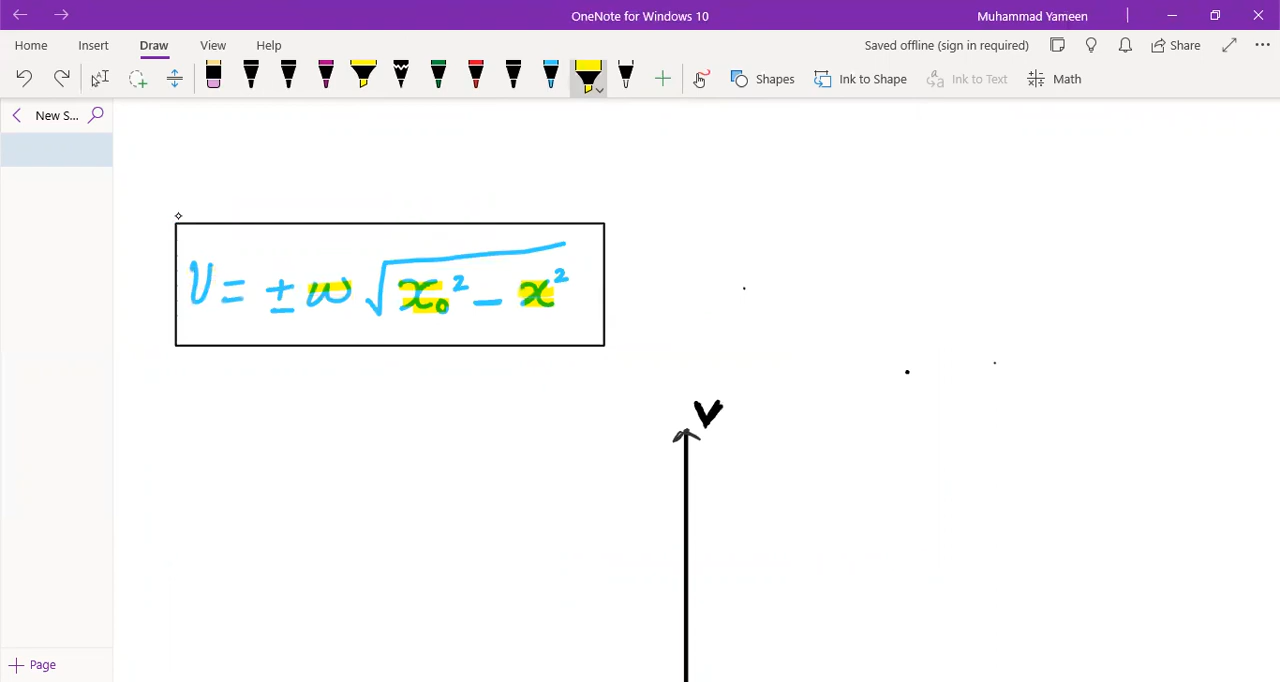 OneNote for Windows 10
Muhammad Yameen
Home Insert Draw View Help
Saved offline (sign in required) Share
Shapes Ink to Shape Ink to Text Math
New S...
v = ± ω √(x₀² − x²)
v
Page